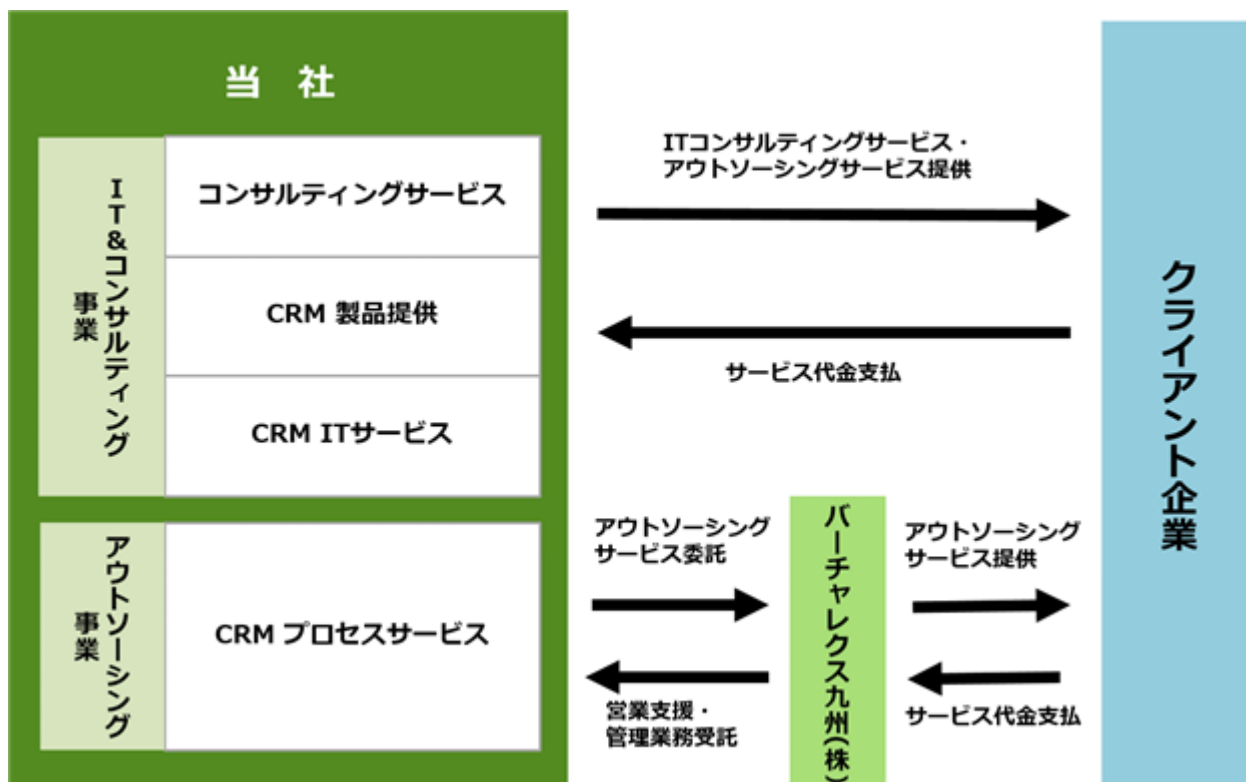 当 社
IT&コンサルティング
事業
コンサルティングサービス
CRM 製品提供
CRM ITサービス
アウトソーシング
事業
CRM プロセスサービス
ITコンサルティングサービス・
アウトソーシングサービス提供
サービス代金支払
アウトソーシング
サービス委託
営業支援・
管理業務受託
バーチャレクス九州(株)
アウトソーシング
サービス提供
サービス代金支払
クライアント企業